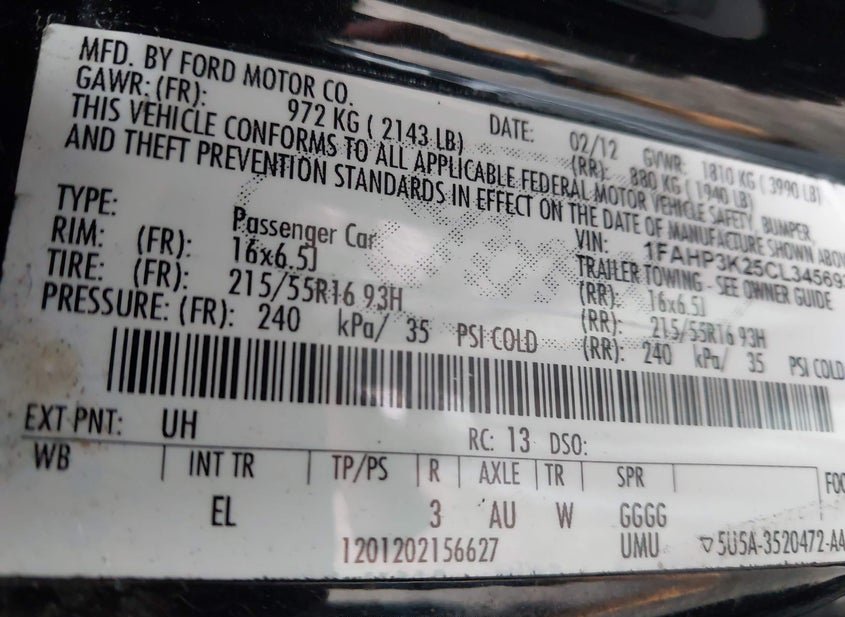 MFD. BY FORD MOTOR CO.
DATE: 02/12 GVWR: 1810 KG ( 3990 LB)
GAWR: (FR): 972 KG ( 2143 LB) (RR): 880 KG ( 1940 LB)
THIS VEHICLE CONFORMS TO ALL APPLICABLE FEDERAL MOTOR VEHICLE SAFETY, BUMPER,
AND THEFT PREVENTION STANDARDS IN EFFECT ON THE DATE OF MANUFACTURE SHOWN ABOV
VIN: 1FAHP3K25CL34569
TYPE: Passenger Car TRAILER TOWING - SEE OWNER GUIDE
RIM: (FR): 16x6.5J (RR): 16x6.5J
TIRE: (FR): 215/55R16 93H (RR): 215/55R16 93H
PRESSURE: (FR): 240 kPa/ 35 PSI COLD (RR): 240 kPa/ 35 PSI COLD
EXT PNT: UH RC: 13 DSO:
WB INT TR TP/PS R AXLE TR SPR
EL 3 AU W GGGG
1201202156627 UMU ▽5U5A-3520472-AA